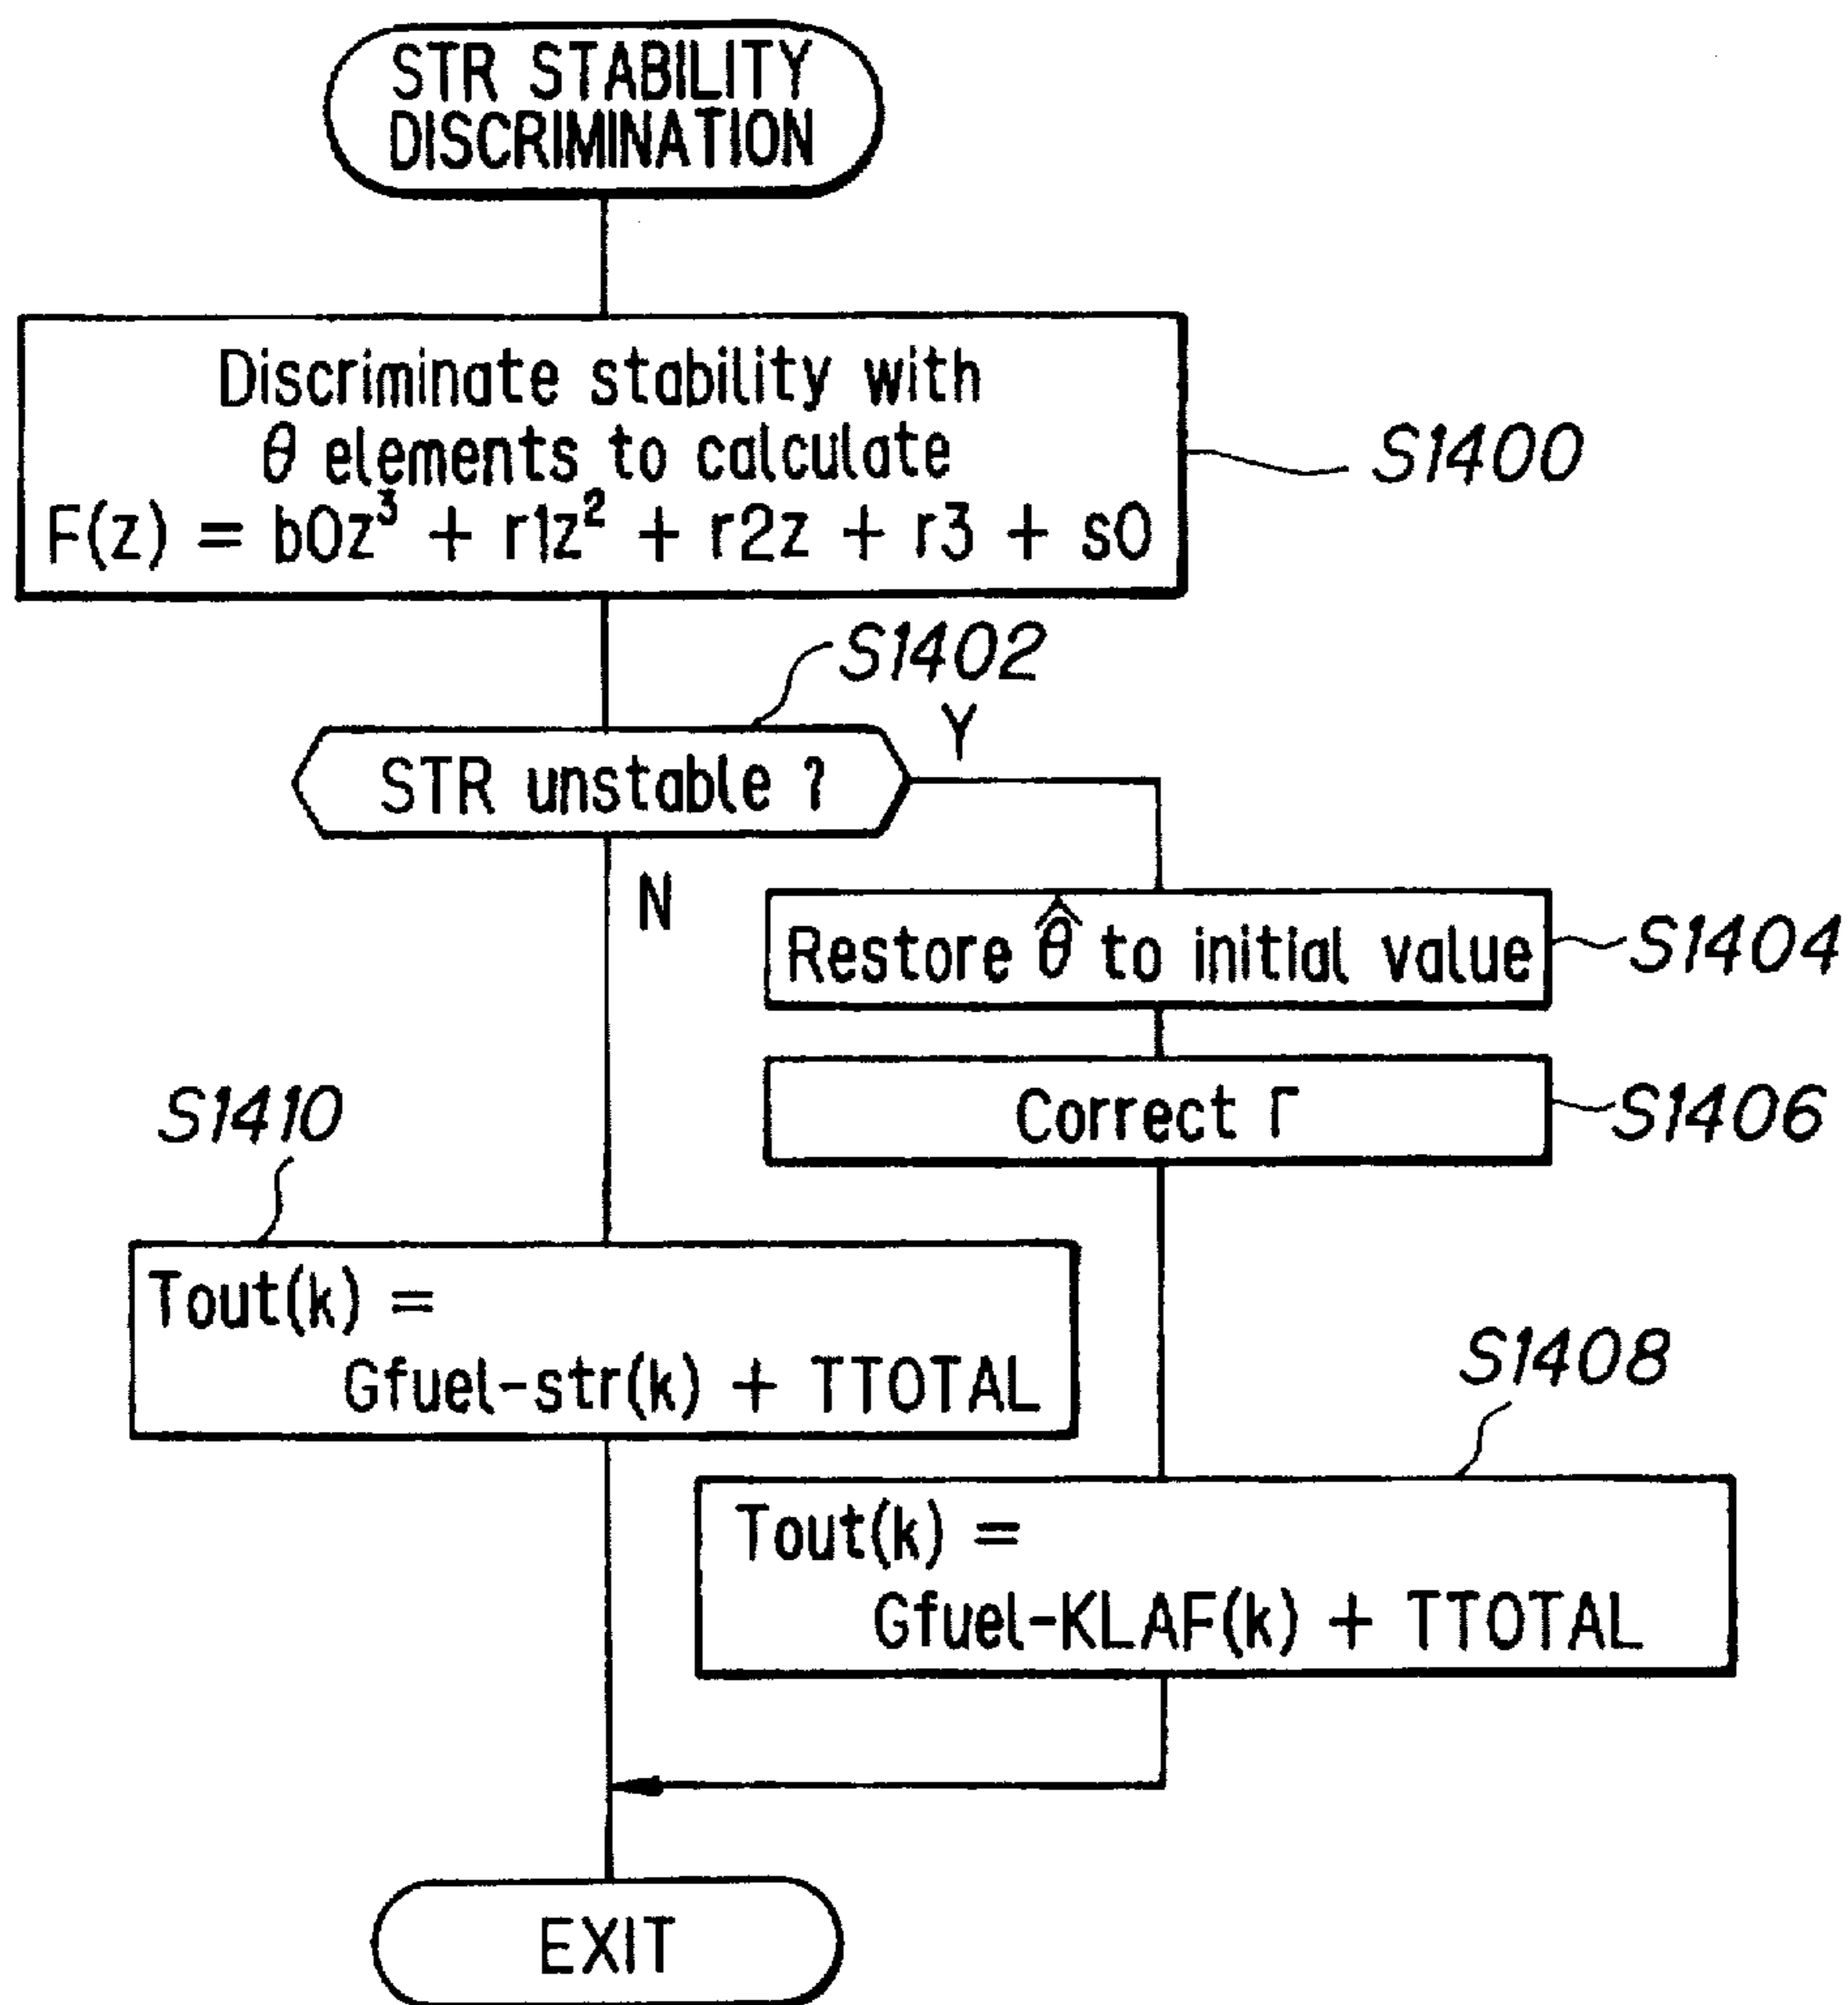 STR STABILITY
DISCRIMINATION
Discriminate stability with
θ elements to calculate
F(z) = b0z³ + r1z² + r2z + r3 + s0
S1400
S1402
Y
STR unstable ?
N
Restore θ̂ to initial value
S1404
Correct Γ
S1406
S1410
Tout(k) =
Gfuel-str(k) + TTOTAL
S1408
Tout(k) =
Gfuel-KLAF(k) + TTOTAL
EXIT